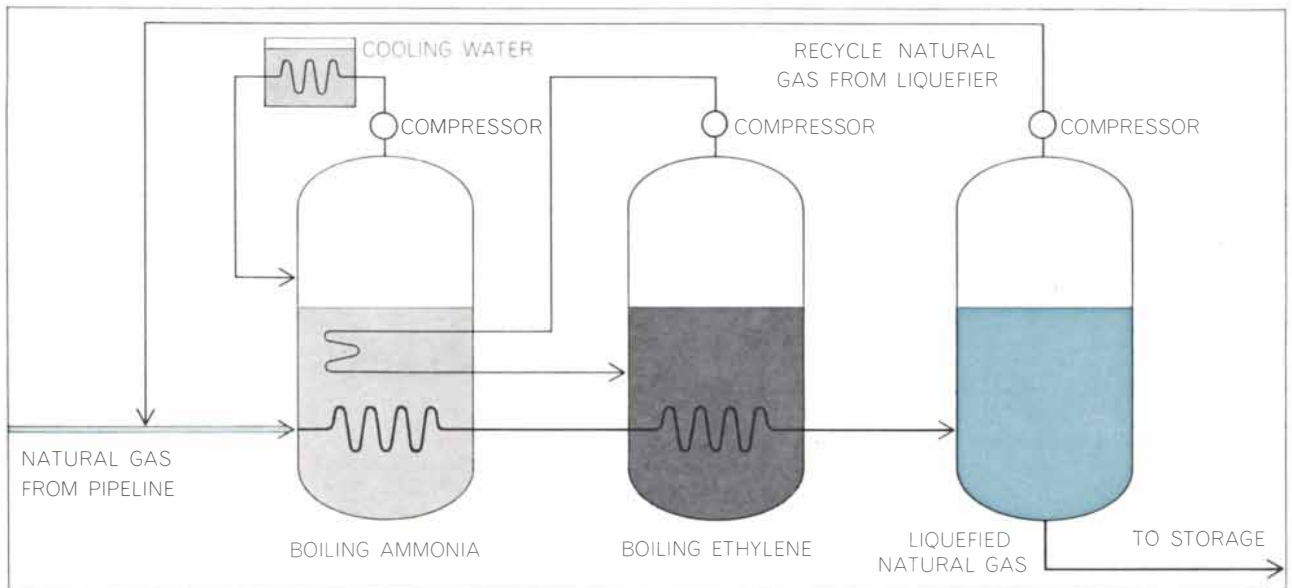 COOLING WATER
RECYCLE NATURAL
GAS FROM LIQUEFIER
COMPRESSOR
COMPRESSOR
COMPRESSOR
NATURAL GAS
FROM PIPELINE
BOILING AMMONIA
BOILING ETHYLENE
LIQUEFIED
NATURAL GAS
TO STORAGE